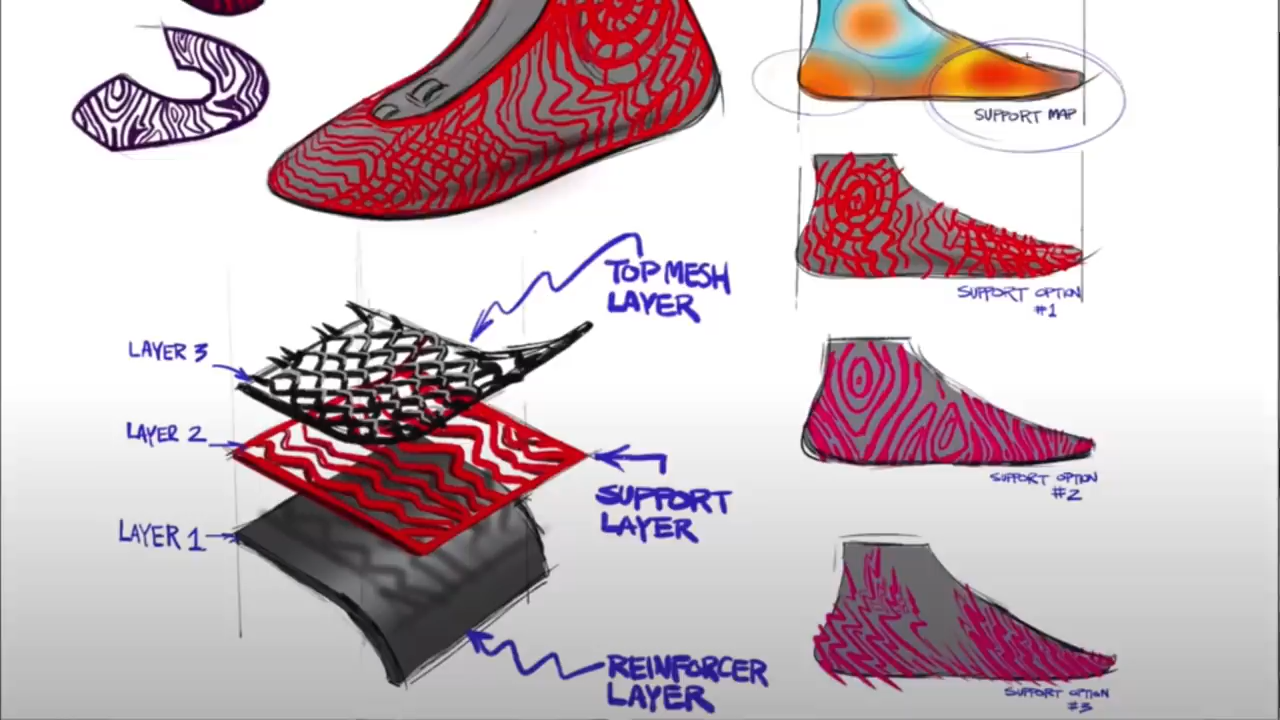 SUPPORT MAP
TOP MESH
LAYER
LAYER 3
LAYER 2
SUPPORT
LAYER
LAYER 1
REINFORCER
LAYER
SUPPORT OPTION
#1
SUPPORT OPTION
#2
SUPPORT OPTION
#3